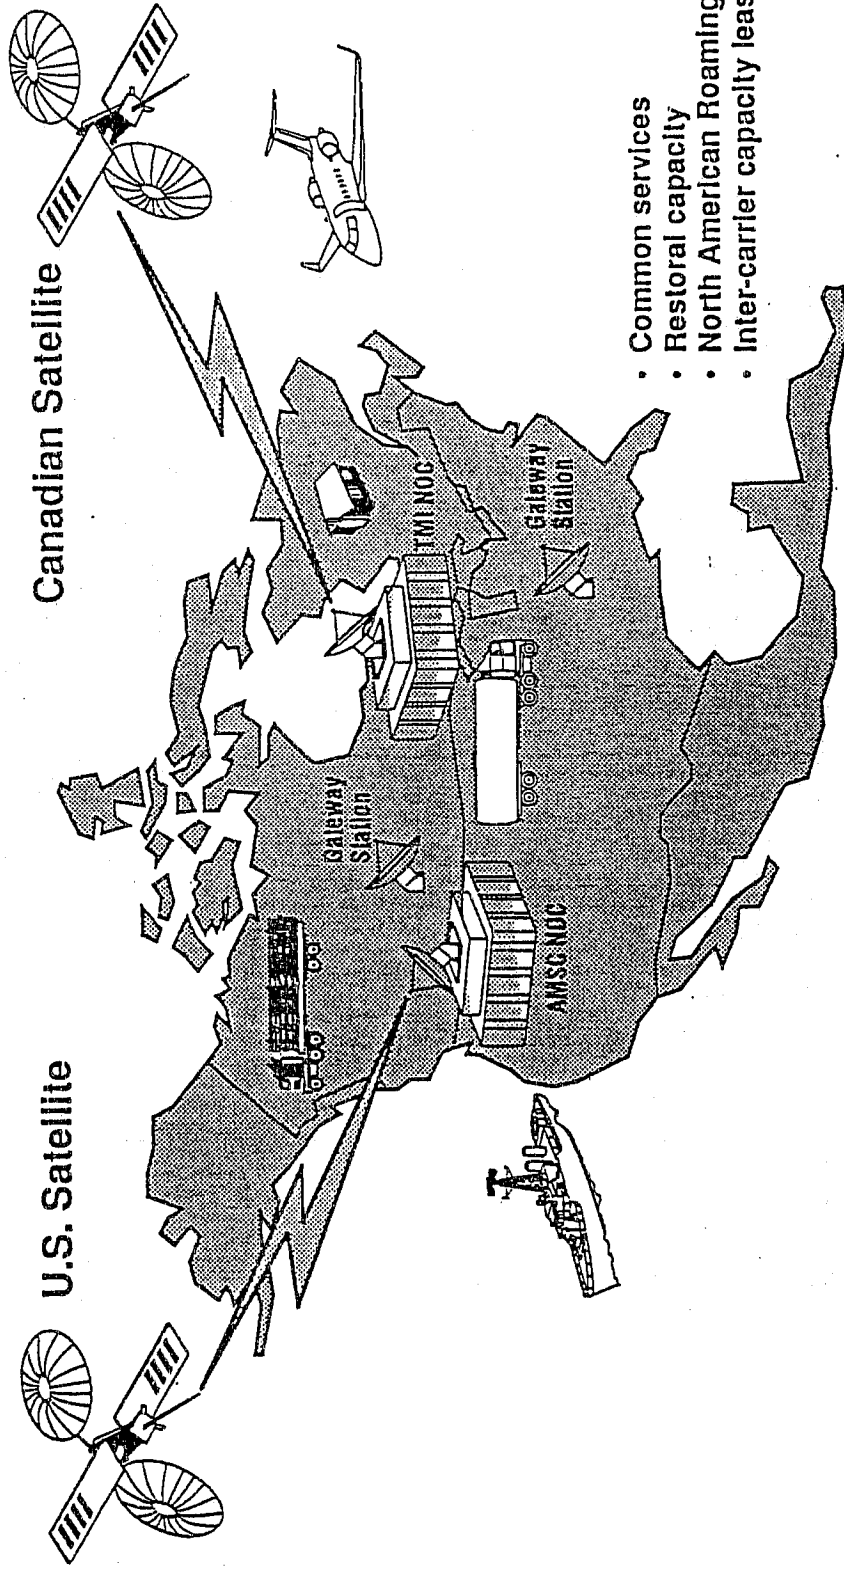 U.S. Satellite
Canadian Satellite
Gateway
Station
TMI NOC
AMSC NOC
Gateway
Station
• Common services
• Restoral capacity
• North American Roaming
• Inter-carrier capacity